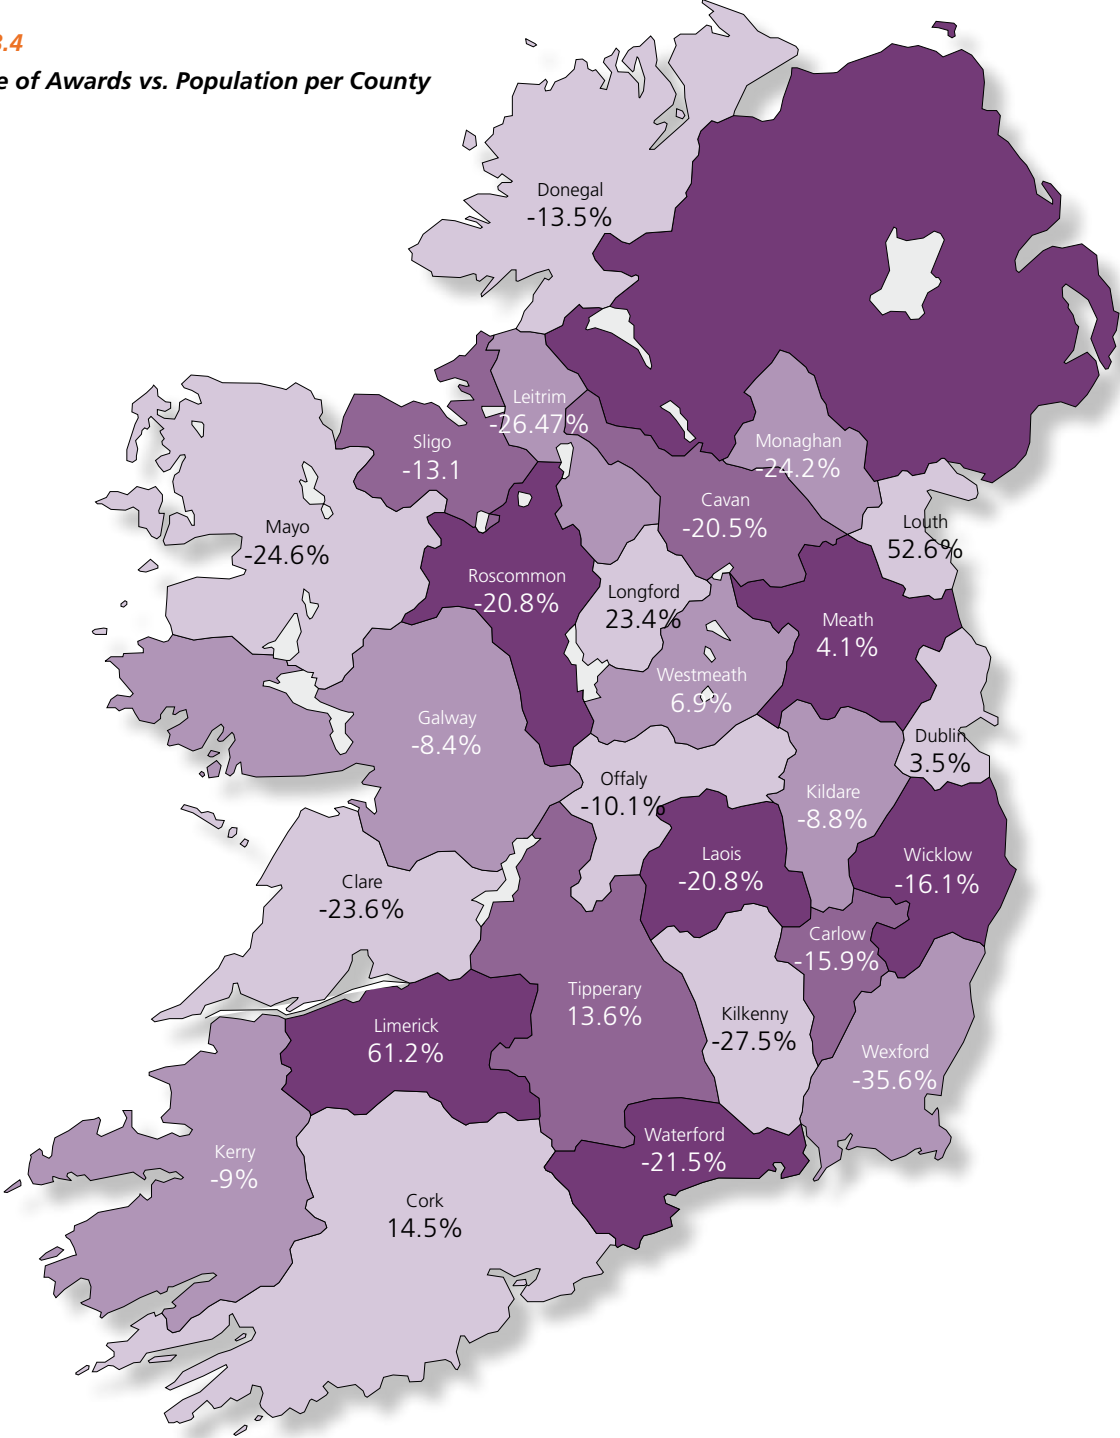 3.4
e of Awards vs. Population per County
Donegal
-13.5%
Leitrim
-26.47%
Sligo
-13.1
Monaghan
-24.2%
Cavan
-20.5%
Louth
52.6%
Mayo
-24.6%
Roscommon
-20.8%
Longford
23.4%
Meath
4.1%
Westmeath
6.9%
Galway
-8.4%
Dublin
3.5%
Offaly
-10.1%
Kildare
-8.8%
Laois
-20.8%
Wicklow
-16.1%
Clare
-23.6%
Carlow
-15.9%
Tipperary
13.6%
Kilkenny
-27.5%
Limerick
61.2%
Wexford
-35.6%
Waterford
-21.5%
Kerry
-9%
Cork
14.5%